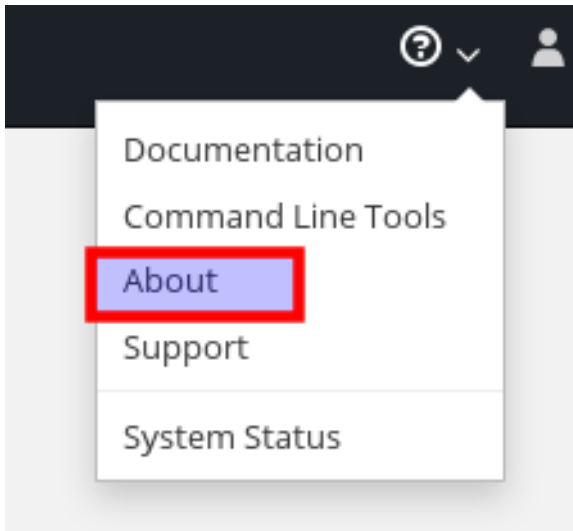 Documentation
Command Line Tools
About
Support
System Status